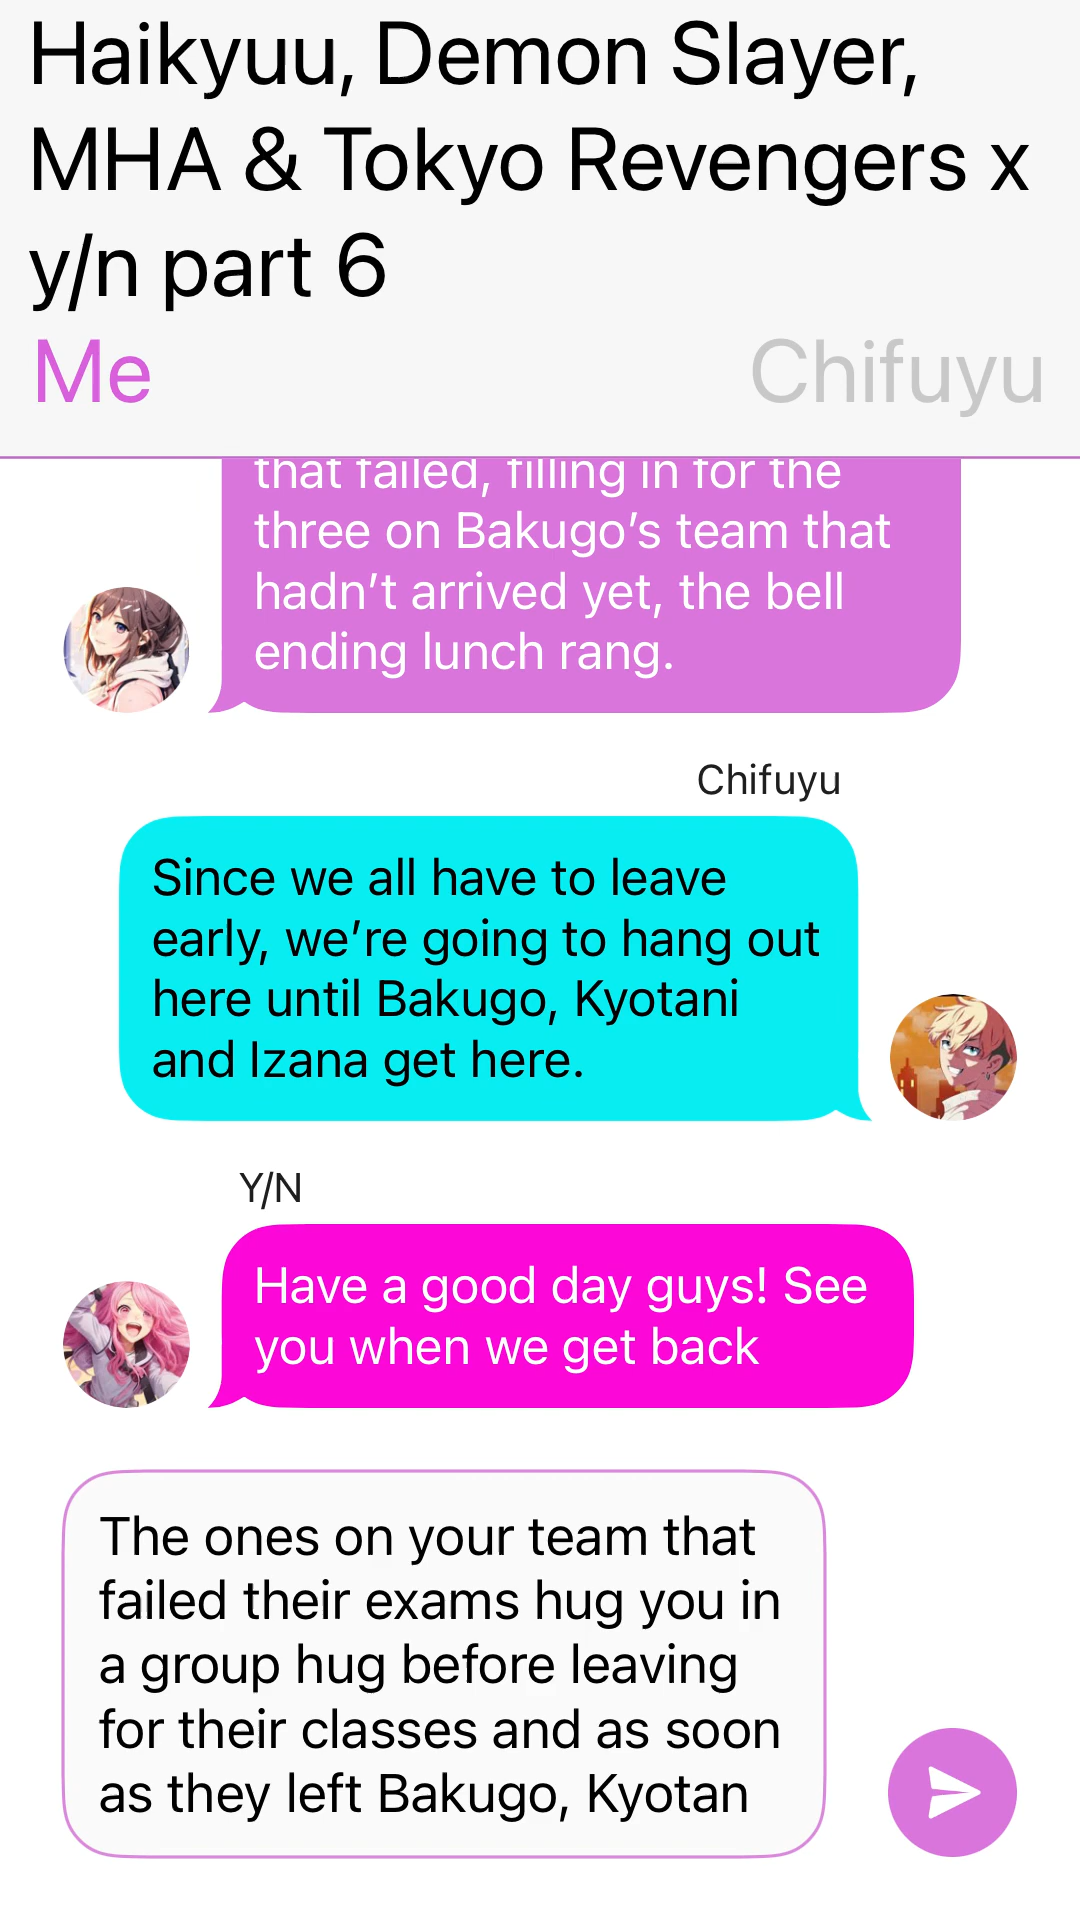 Haikyuu, Demon Slayer,
MHA & Tokyo Revengers x
y/n part 6
Me
Chifuyu
that failed, filling in for the
three on Bakugo’s team that
hadn’t arrived yet, the bell
ending lunch rang.
Chifuyu
Since we all have to leave
early, we’re going to hang out
here until Bakugo, Kyotani
and Izana get here.
Y/N
Have a good day guys! See
you when we get back
The ones on your team that
failed their exams hug you in
a group hug before leaving
for their classes and as soon
as they left Bakugo, Kyotan